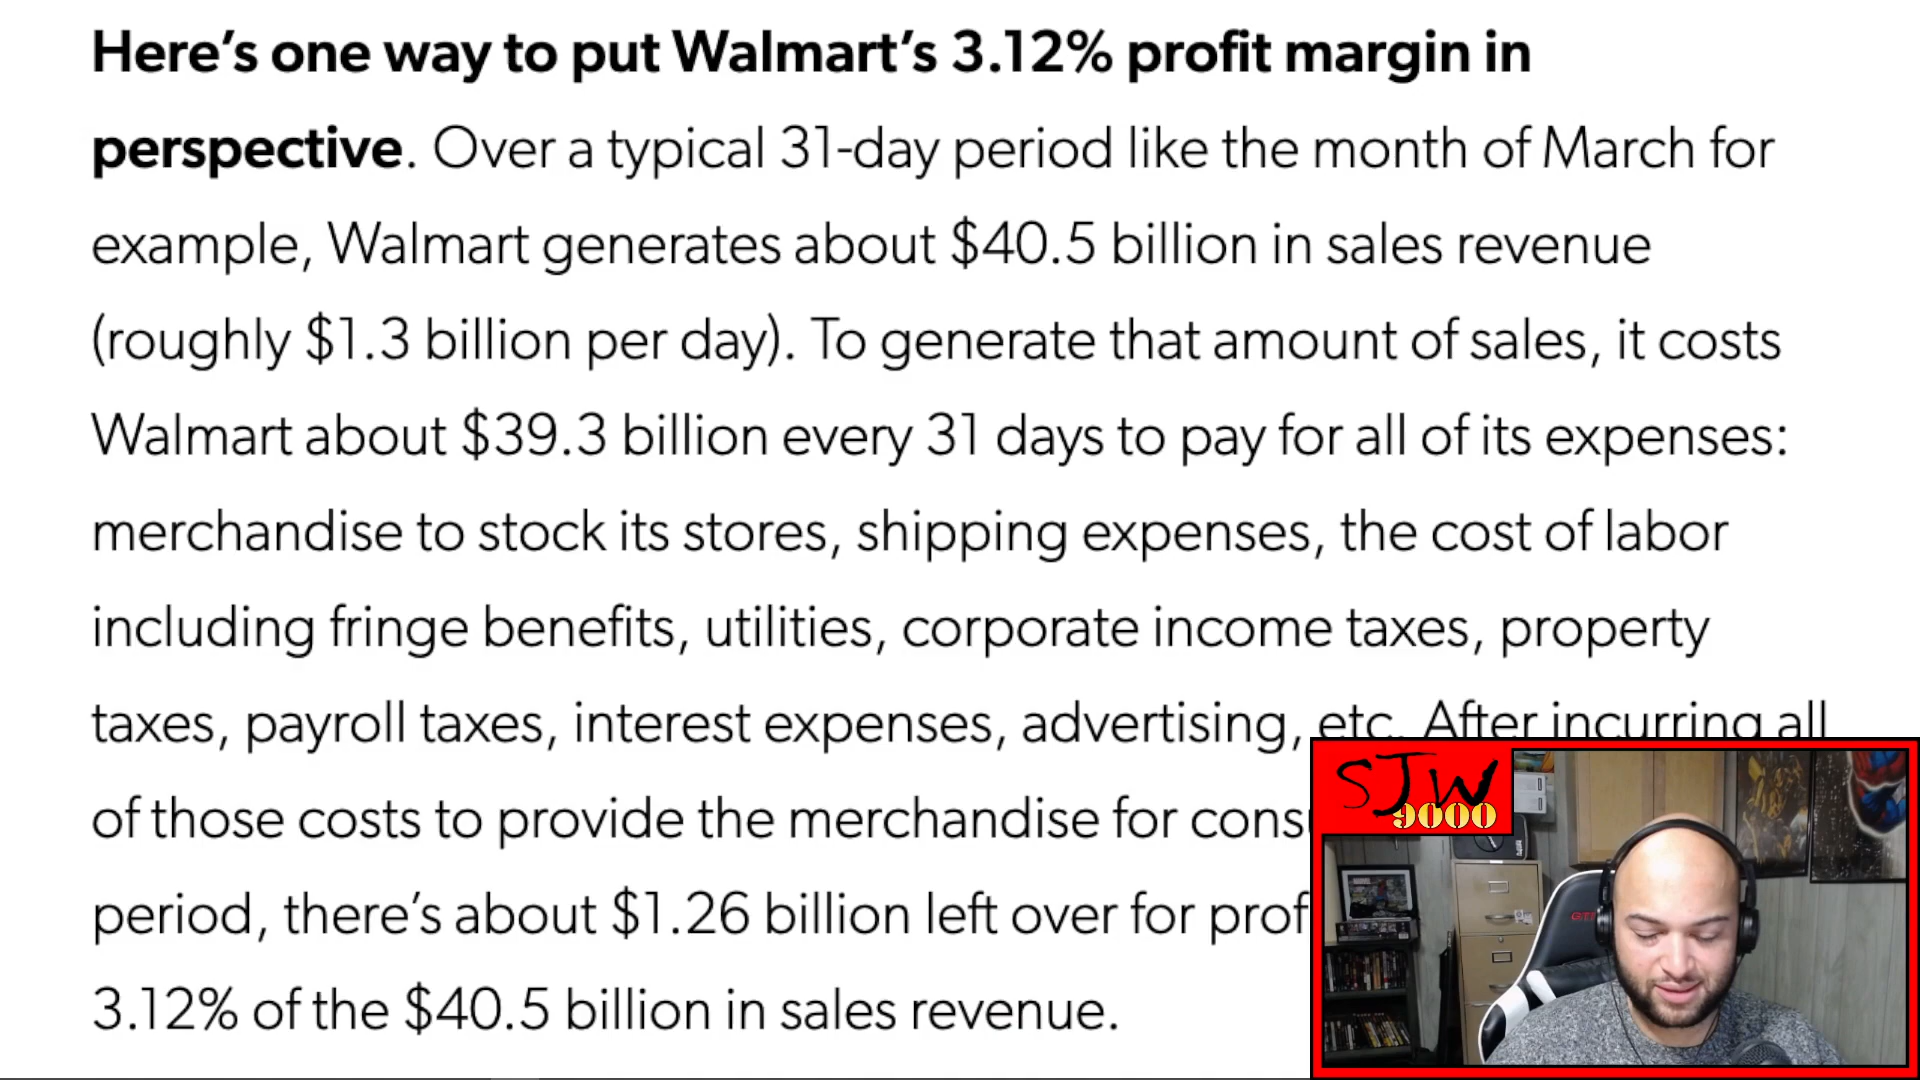 Here's one way to put Walmart's 3.12% profit margin in
perspective. Over a typical 31-day period like the month of March for
example, Walmart generates about $40.5 billion in sales revenue
(roughly $1.3 billion per day). To generate that amount of sales, it costs
Walmart about $39.3 billion every 31 days to pay for all of its expenses:
merchandise to stock its stores, shipping expenses, the cost of labor
including fringe benefits, utilities, corporate income taxes, property
taxes, payroll taxes, interest expenses, advertising, etc. After incurring all
of those costs to provide the merchandise for
period, there's about $1.26 billion left over for
3.12% of the $40.5 billion in sales revenue.
SJW
9000